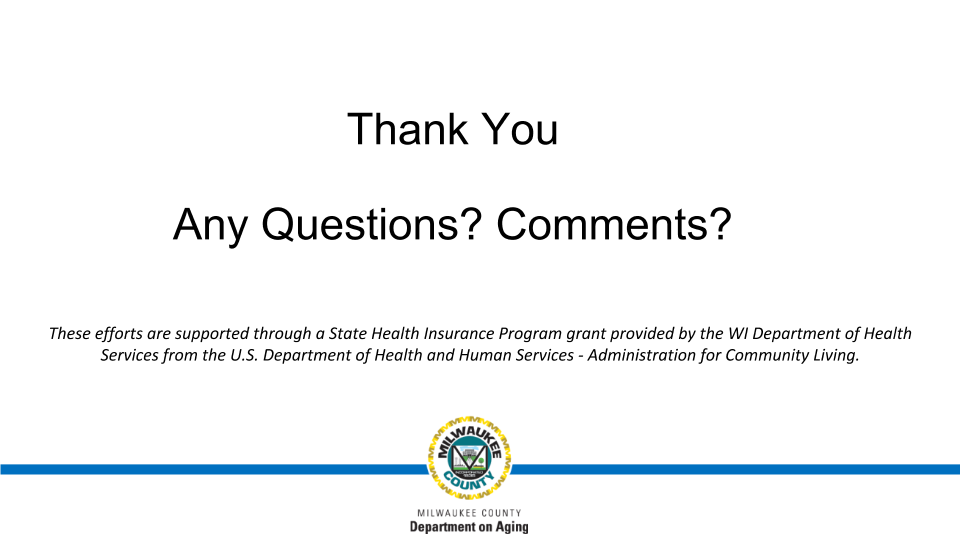 Thank You
Any Questions? Comments?
These efforts are supported through a State Health Insurance Program grant provided by the WI Department of Health
Services from the U.S. Department of Health and Human Services - Administration for Community Living.
MILWAUKEE
COUNTY
MILWAUKEE COUNTY
Department on Aging